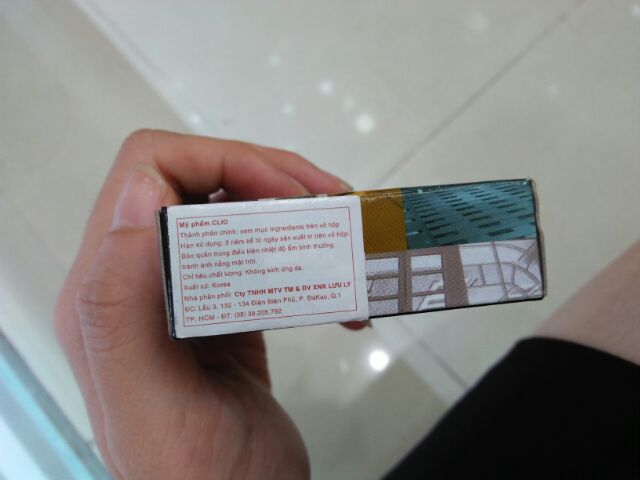 Mỹ phẩm CLIO
Thành phần chính: xem mục ingredients trên vỏ hộp
Hạn sử dụng: 3 năm kể từ ngày sản xuất in trên vỏ hộp.
Bảo quản trong điều kiện nhiệt độ ẩm bình thường
tránh ánh nắng mặt trời.
Chỉ tiêu chất lượng: Không kích ứng da.
Xuất xứ: Korea
Nhà phân phối: Cty TNHH MTV TM & DV XNK LƯU LY
ĐC: Lầu 3, 132 - 134 Điện Biên Phủ, P. ĐaKao, Q.1
TP. HCM - ĐT: (08) 38.205.792